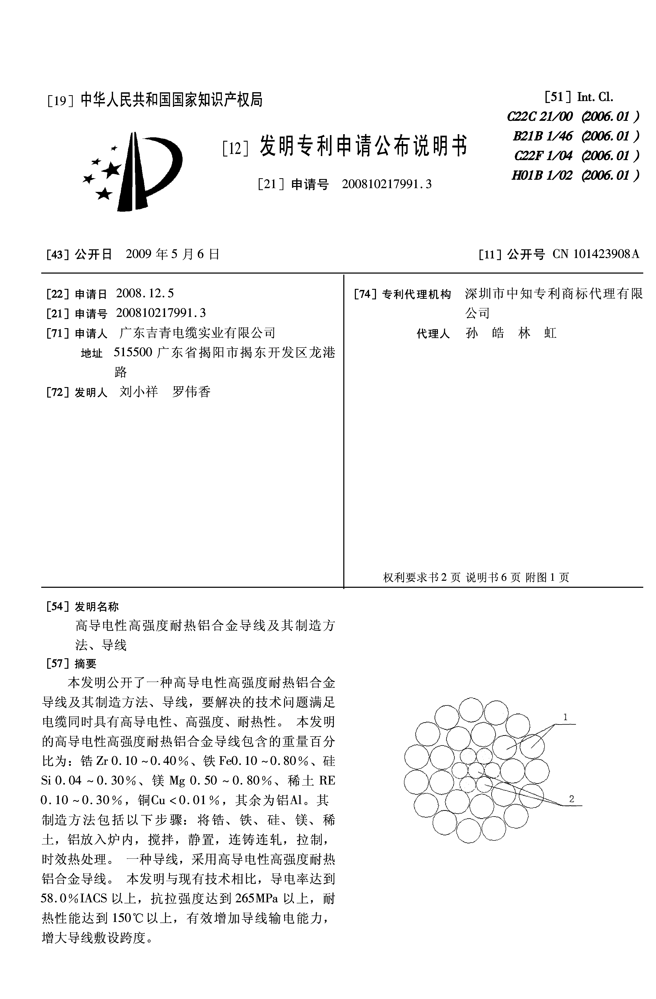 [19] 中华人民共和国国家知识产权局
[12] 发明专利申请公布说明书
[21] 申请号 200810217991.3
[51] Int. Cl.
C22C 21/00 (2006.01)
B21B 1/46 (2006.01)
C22F 1/04 (2006.01)
H01B 1/02 (2006.01)
[43] 公开日 2009 年 5 月 6 日
[11] 公开号 CN 101423908A
[22] 申请日 2008.12.5
[21] 申请号 200810217991.3
[71] 申请人 广东吉青电缆实业有限公司
地址 515500 广东省揭阳市揭东开发区龙港
路
[72] 发明人 刘小祥 罗伟香
[74] 专利代理机构 深圳市中知专利商标代理有限
公司
代理人 孙 皓 林 虹
权利要求书 2 页 说明书 6 页 附图 1 页
[54] 发明名称
高导电性高强度耐热铝合金导线及其制造方
法、导线
[57] 摘要
本发明公开了一种高导电性高强度耐热铝合金
导线及其制造方法、导线，要解决的技术问题满足
电缆同时具有高导电性、高强度、耐热性。 本发明
的高导电性高强度耐热铝合金导线包含的重量百分
比为：锆 Zr 0.10 ~0.40%、铁 Fe0.10 ~0.80%、硅
Si 0.04 ~0.30%、镁 Mg 0.50 ~0.80%、稀土 RE
0.10 ~0.30%，铜Cu <0.01%，其余为铝Al。其
制造方法包括以下步骤：将锆、铁、硅、镁、稀
土，铝放入炉内，搅拌，静置，连铸连轧，拉制，
时效热处理。 一种导线，采用高导电性高强度耐热
铝合金导线。 本发明与现有技术相比，导电率达到
58.0%IACS 以上，抗拉强度达到 265MPa 以上，耐
热性能达到 150℃以上，有效增加导线输电能力，
增大导线敷设跨度。
1
2